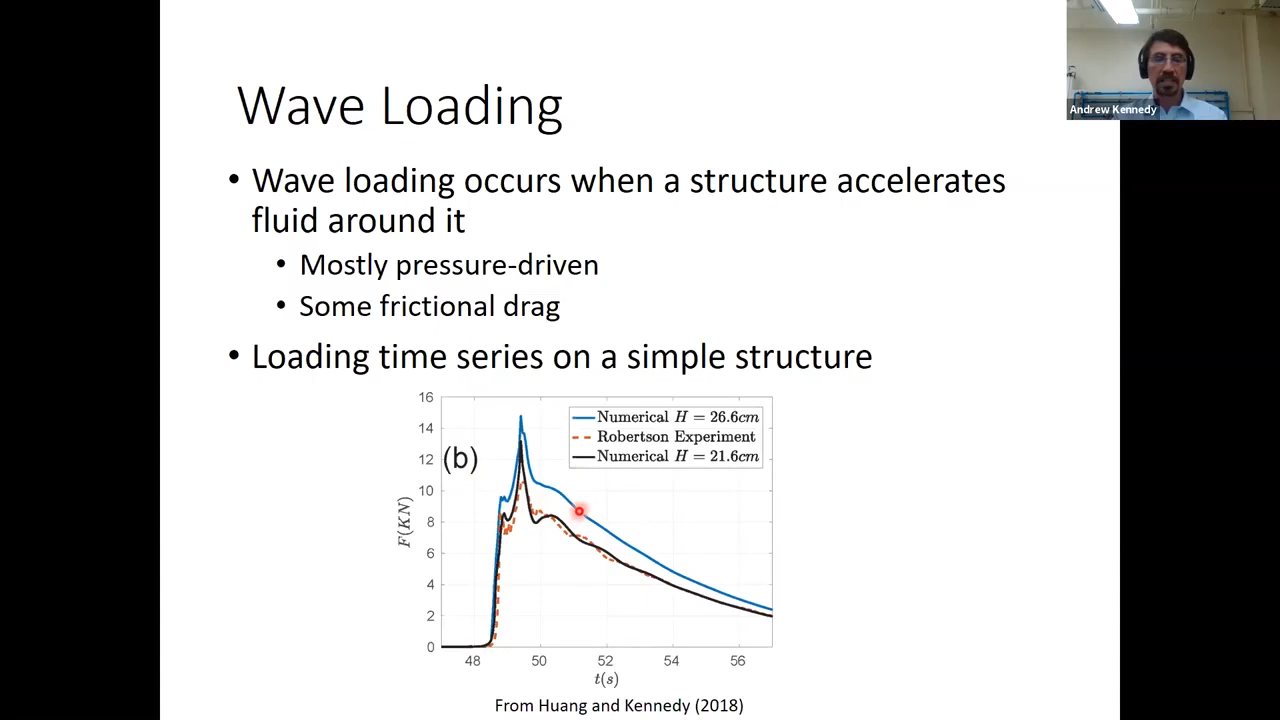 Wave Loading
Andrew Kennedy
• Wave loading occurs when a structure accelerates
fluid around it
• Mostly pressure-driven
• Some frictional drag
• Loading time series on a simple structure
(b)
Numerical H = 26.6cm
Robertson Experiment
Numerical H = 21.6cm
F(KN)
16
14
12
10
8
6
4
2
0
48 50 52 54 56
t(s)
From Huang and Kennedy (2018)